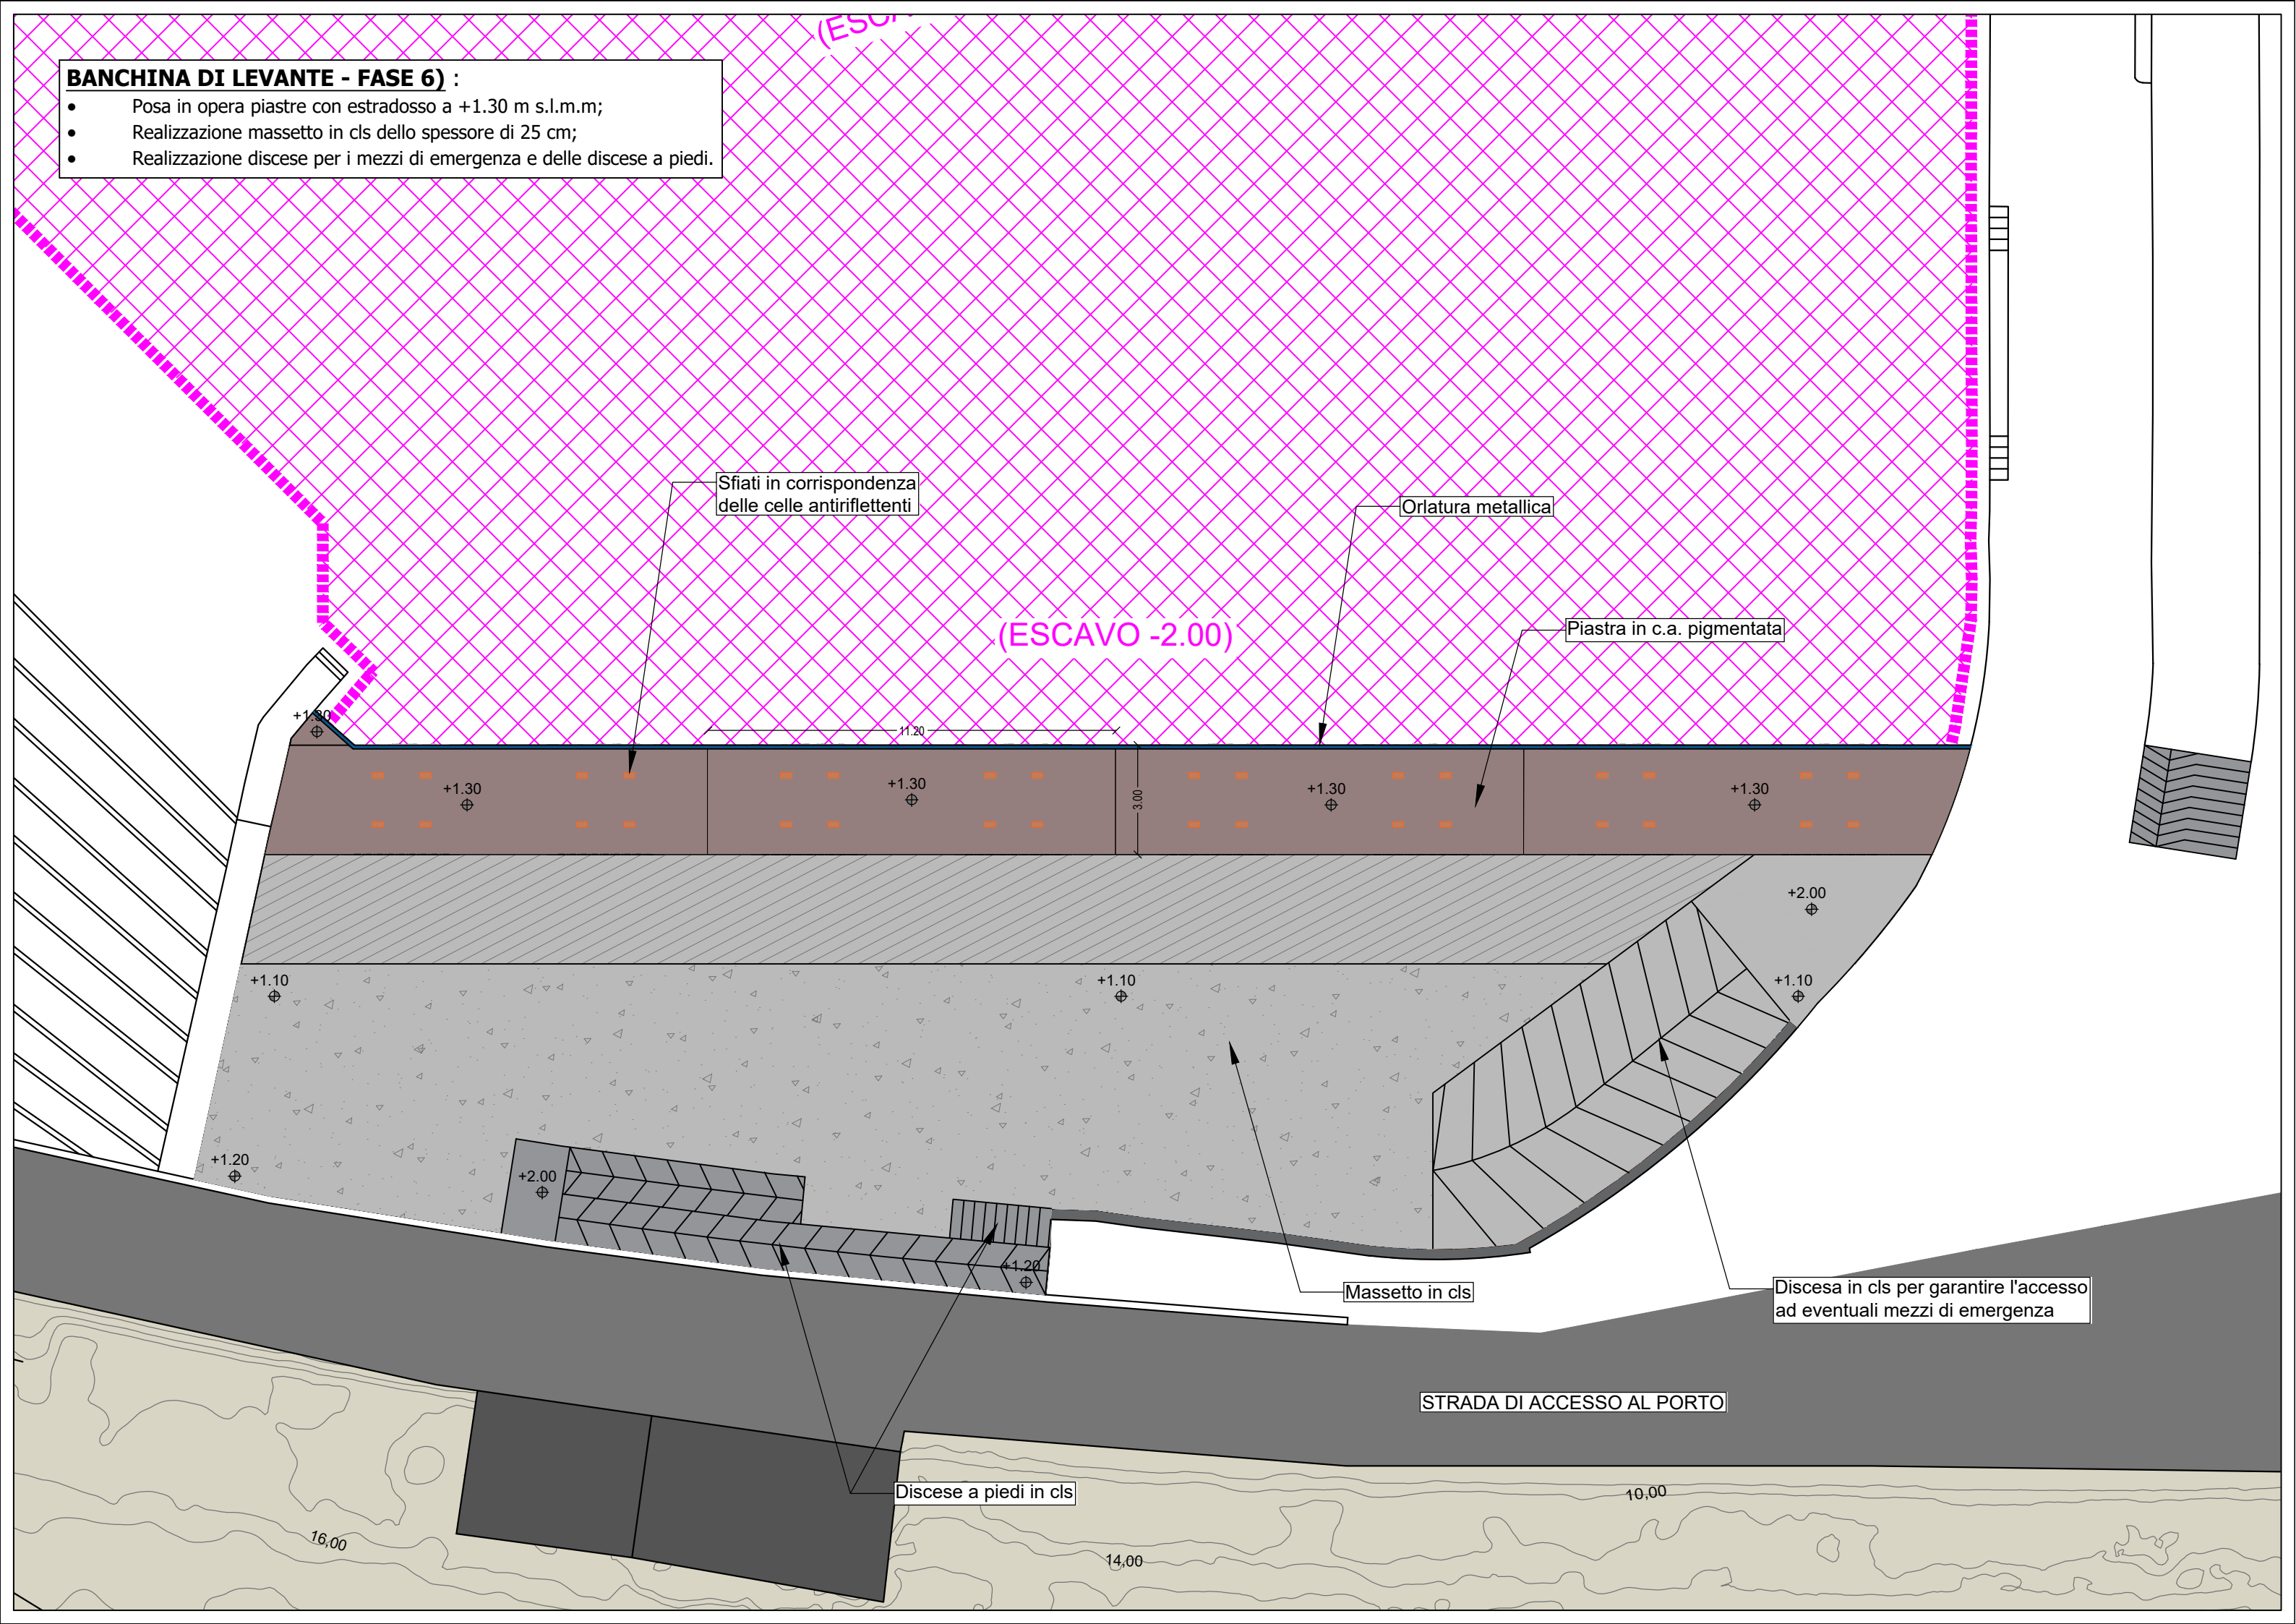 (ESCA
BANCHINA DI LEVANTE - FASE 6) :
• Posa in opera piastre con estradosso a +1.30 m s.l.m.m;
• Realizzazione massetto in cls dello spessore di 25 cm;
• Realizzazione discese per i mezzi di emergenza e delle discese a piedi.
Sfiati in corrispondenza
delle celle antiriflettenti
Orlatura metallica
(ESCAVO -2.00)
Piastra in c.a. pigmentata
+1.30
11.20
+1.30
+1.30
+1.30
+1.30
3.00
+2.00
+1.10
+1.10
+1.10
+1.20
+2.00
+1.20
Massetto in cls
Discesa in cls per garantire l'accesso
ad eventuali mezzi di emergenza
STRADA DI ACCESSO AL PORTO
Discese a piedi in cls
10,00
16,00
14,00